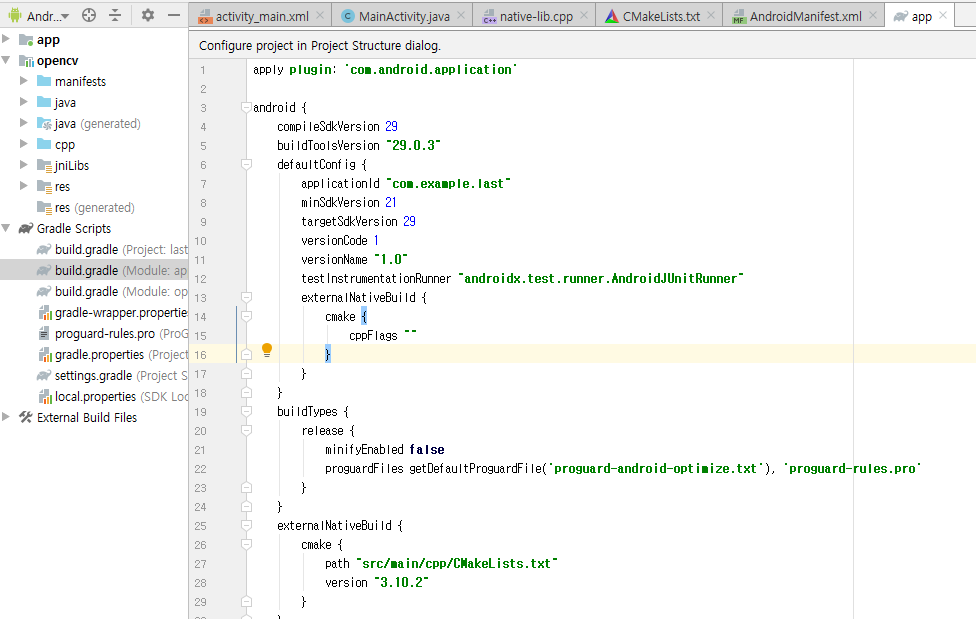 Andr...
activity_main.xml
MainActivity.java
native-lib.cpp
CMakeLists.txt
AndroidManifest.xml
app
app
opencv
manifests
java
java (generated)
cpp
jniLibs
res
res (generated)
Gradle Scripts
build.gradle (Project: last
build.gradle (Module: ap
build.gradle (Module: op
gradle-wrapper.propertie
proguard-rules.pro (ProG
gradle.properties (Project
settings.gradle (Project S
local.properties (SDK Loc
External Build Files
Configure project in Project Structure dialog.
1 apply plugin: 'com.android.application'
2
3 android {
4 compileSdkVersion 29
5 buildToolsVersion "29.0.3"
6 defaultConfig {
7 applicationId "com.example.last"
8 minSdkVersion 21
9 targetSdkVersion 29
10 versionCode 1
11 versionName "1.0"
12 testInstrumentationRunner "androidx.test.runner.AndroidJUnitRunner"
13 externalNativeBuild {
14 cmake {
15 cppFlags ""
16 }
17 }
18 }
19 buildTypes {
20 release {
21 minifyEnabled false
22 proguardFiles getDefaultProguardFile('proguard-android-optimize.txt'), 'proguard-rules.pro'
23 }
24 }
25 externalNativeBuild {
26 cmake {
27 path "src/main/cpp/CMakeLists.txt"
28 version "3.10.2"
29 }